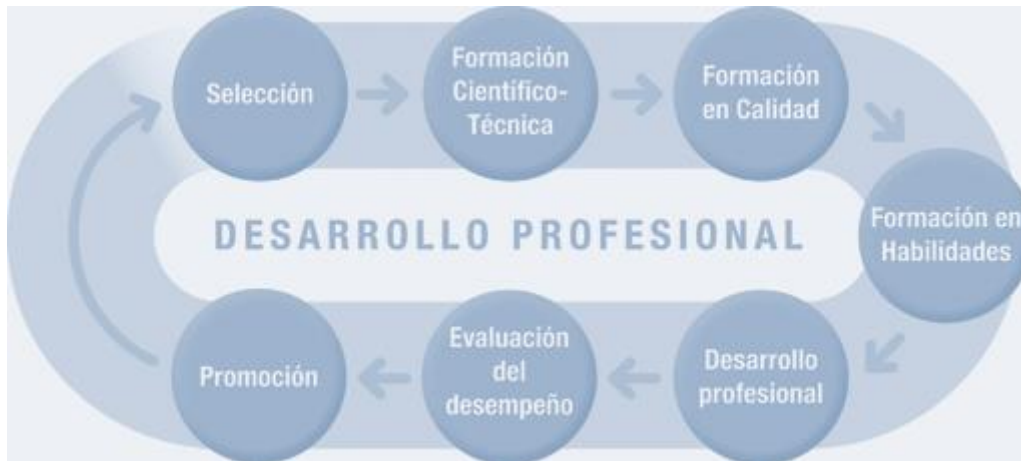 Selección
Formación
Científico-
Técnica
Formación
en Calidad
Formación en
Habilidades
DESARROLLO PROFESIONAL
Desarrollo
profesional
Evaluación
del
desempeño
Promoción